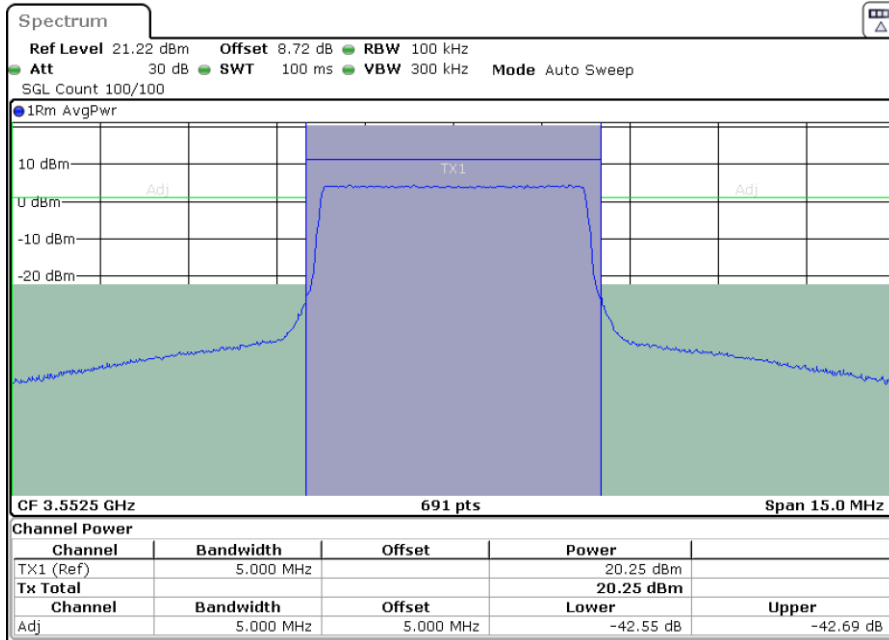 Spectrum
Ref Level 21.22 dBm Offset 8.72 dB RBW 100 kHz
Att 30 dB SWT 100 ms VBW 300 kHz Mode Auto Sweep
SGL Count 100/100
1Rm AvgPwr
10 dBm
TX1
Adj Adj
0 dBm
-10 dBm
-20 dBm
CF 3.5525 GHz 691 pts Span 15.0 MHz
Channel Power
Channel Bandwidth Offset Power
TX1 (Ref) 5.000 MHz 20.25 dBm
Tx Total 20.25 dBm
Channel Bandwidth Offset Lower Upper
Adj 5.000 MHz 5.000 MHz -42.55 dB -42.69 dB